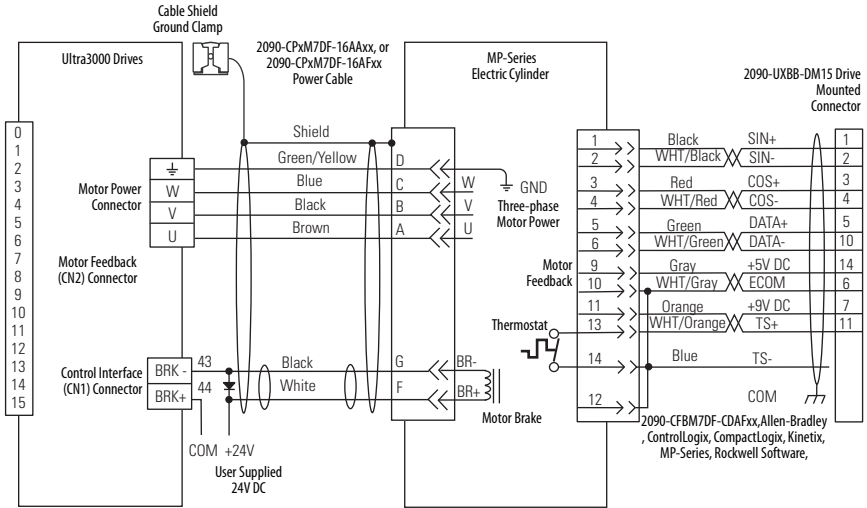 Cable Shield
Ground Clamp
Ultra3000 Drives
2090-CPxM7DF-16AAxx, or
2090-CPxM7DF-16AFxx
Power Cable
MP-Series
Electric Cylinder
2090-UXBB-DM15 Drive
Mounted
Connector
0
1
2
3
4
5
6
7
8
9
10
11
12
13
14
15
Motor Power
Connector
W
V
U
Motor Feedback
(CN2) Connector
Control Interface
(CN1) Connector
BRK -
BRK+
43
44
COM +24V
User Supplied
24V DC
Shield
Green/Yellow
Blue
Black
Brown
Black
White
D
C
B
A
G
F
W
V
U
GND
Three-phase
Motor Power
BR-
BR+
Motor Brake
Motor
Feedback
Thermostat
1 Black SIN+ 1
2 WHT/Black SIN- 2
3 Red COS+ 3
4 WHT/Red COS- 4
5 Green DATA+ 5
6 WHT/Green DATA- 10
9 Gray +5V DC 14
10 WHT/Gray ECOM 6
11 Orange +9V DC 7
13 WHT/Orange TS+ 11
14 Blue TS-
12 COM
2090-CFBM7DF-CDAFxx,Allen-Bradley
, ControlLogix, CompactLogix, Kinetix,
MP-Series, Rockwell Software,